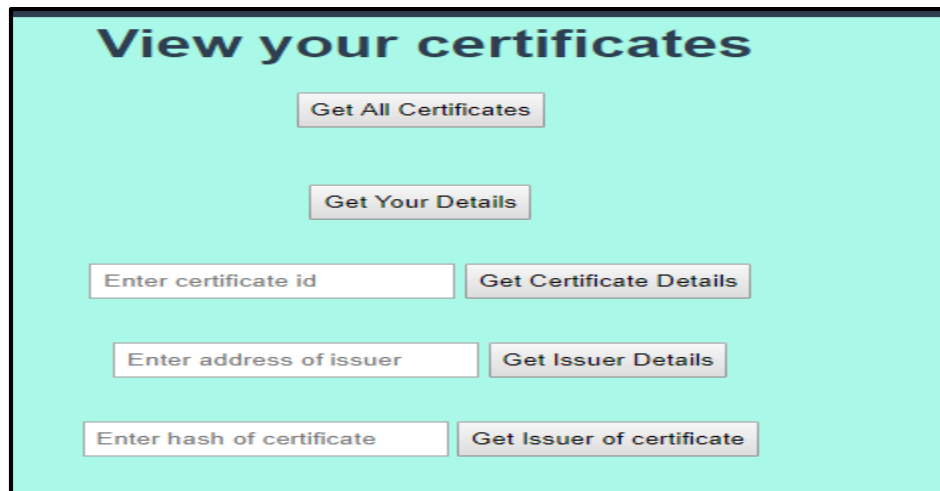 View your certificates
Get All Certificates
Get Your Details
Enter certificate id Get Certificate Details
Enter address of issuer Get Issuer Details
Enter hash of certificate Get Issuer of certificate